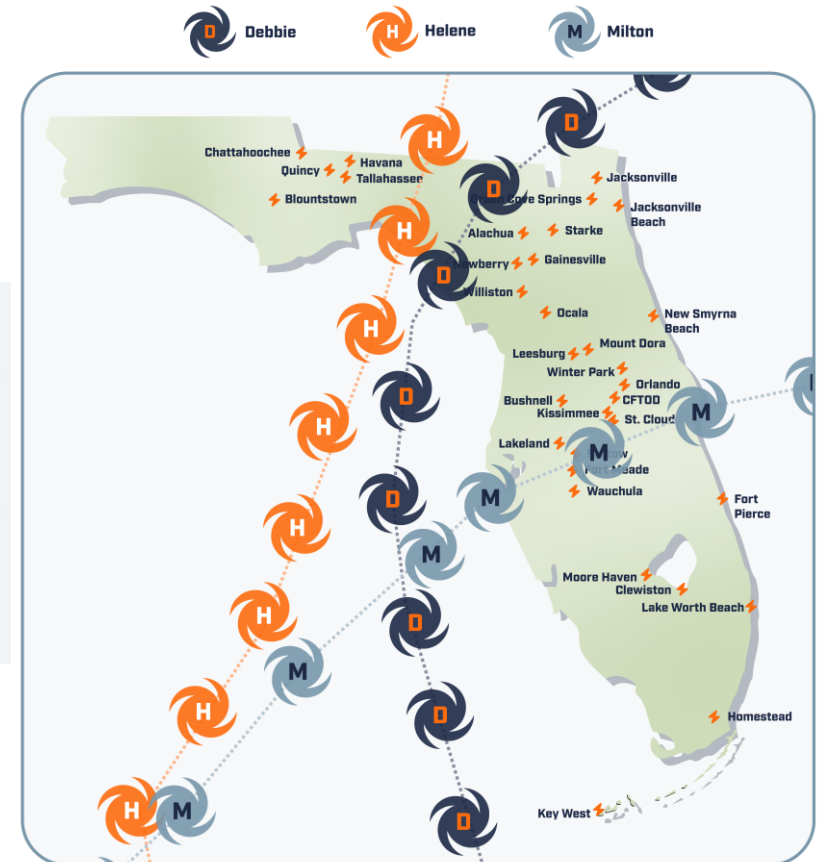 D Debbie
H Helene
M Milton
H
D
D
Chattahoochee
Havana
Quincy
Tallahassee
Blountstown
Jacksonville
Cove Springs
Jacksonville
Beach
H
Alachua
Starke
Gainesville
D
Williston
Ocala
New Smyrna
Beach
H
Mount Dora
Leesburg
Winter Park
Orlando
D
Bushnell
CFTOD
M
Kissimmee
St. Cloud
H
Lakeland
M
Fort Meade
Wauchula
M
D
Fort
Pierce
H
M
Moore Haven
Clewiston
Lake Worth Beach
H
D
M
H
D
Homestead
H
M
D
Key West